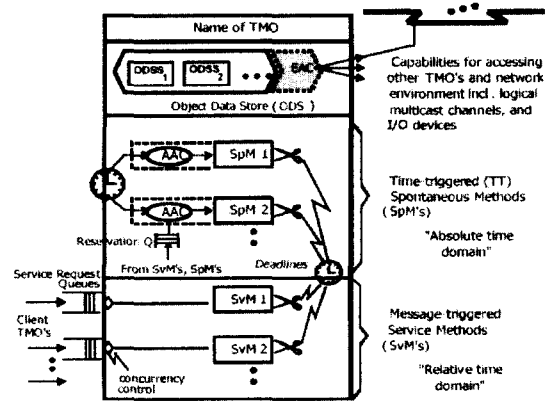 Name of TMO
ODSS1
ODSS2
EAC
Object Data Store (ODS)
Capabilities for accessing
other TMO's and network
environment incl. logical
multicast channels, and
I/O devices
AAC
SpM 1
AAC
SpM 2
Reservation Q
From SvM's, SpM's
Time-triggered (TT)
Spontaneous Methods
(SpM's)
"Absolute time
domain"
Deadlines
Service Request
Queues
Client
TMO's
SvM 1
SvM 2
concurrency
control
Message-triggered
Service Methods
(SvM's)
"Relative time
domain"